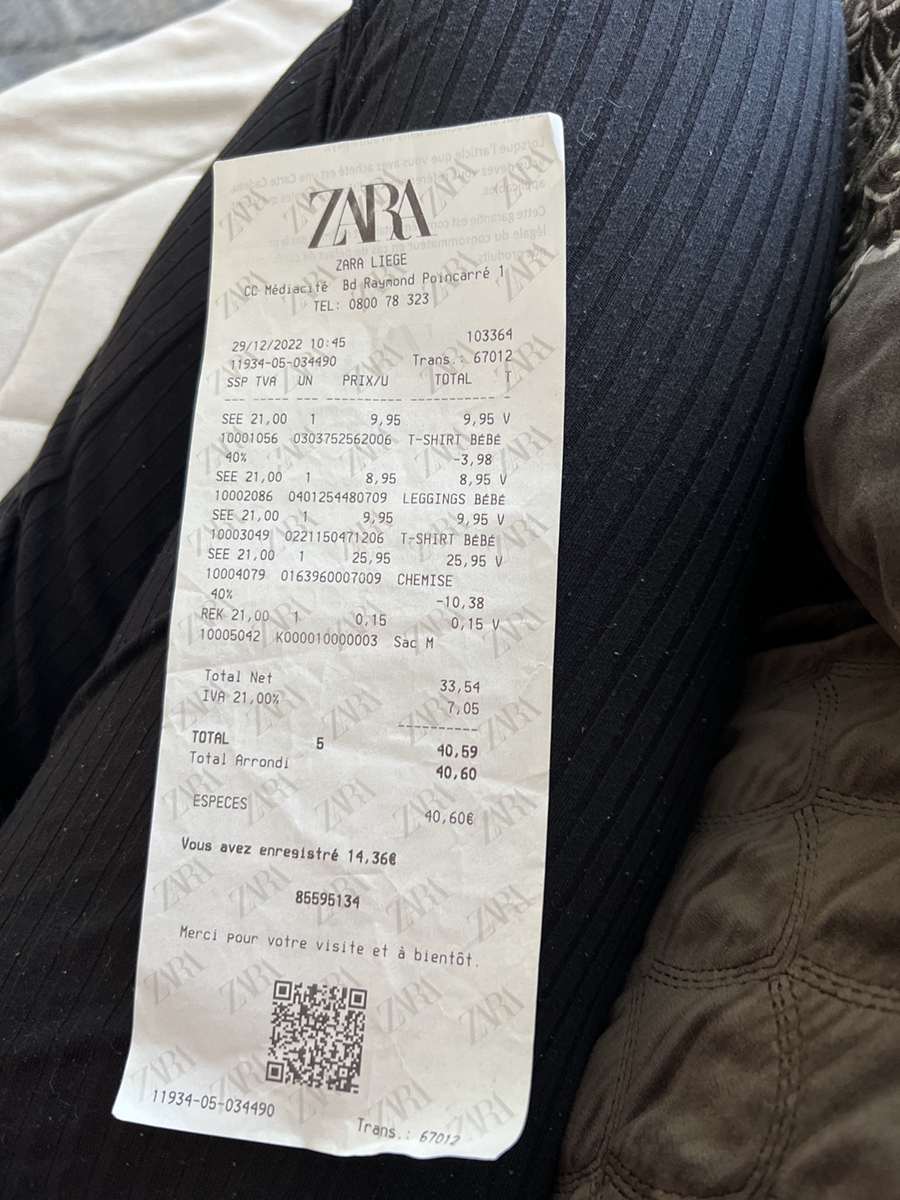 ZARA
ZARA LIEGE
CC Médiacité Bd Raymond Poincarré 1
TEL: 0800 78 323
29/12/2022 10:45 103364
11934-05-034490 Trans.: 67012
SSP TVA UN PRIX/U TOTAL T
---- ----- --- ---------- ----------- -
SEE 21,00 1 9,95 9,95 V
10001056 0303752562006 T-SHIRT BÉBÉ
40% -3,98
SEE 21,00 1 8,95 8,95 V
10002086 0401254480709 LEGGINGS BÉBÉ
SEE 21,00 1 9,95 9,95 V
10003049 0221150471206 T-SHIRT BÉBÉ
SEE 21,00 1 25,95 25,95 V
10004079 0163960007009 CHEMISE
40% -10,38
REK 21,00 1 0,15 0,15 V
10005042 K000010000003 Sac M
Total Net 33,54
IVA 21,00% 7,05
-----------
TOTAL 5 40,59
Total Arrondi 40,60
ESPECES 40,60€
Vous avez enregistré 14,36€
85595134
Merci pour votre visite et à bientôt.
11934-05-034490 Trans.: 67012